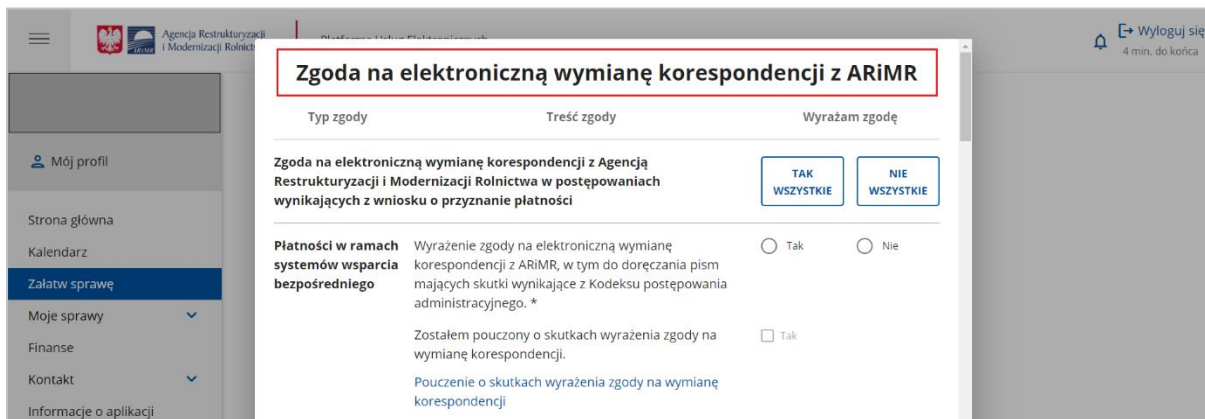 Agencja Restrukturyzacji
i Modernizacji Rolnict
ARiMR
Wyloguj się
4 min. do końca
Mój profil
Strona główna
Kalendarz
Załatw sprawę
Moje sprawy
Finanse
Kontakt
Informacje o aplikacji
Zgoda na elektroniczną wymianę korespondencji z ARiMR
Typ zgody Treść zgody Wyrażam zgodę
Zgoda na elektroniczną wymianę korespondencji z Agencją
Restrukturyzacji i Modernizacji Rolnictwa w postępowaniach
wynikających z wniosku o przyznanie płatności
TAK
WSZYSTKIE
NIE
WSZYSTKIE
Płatności w ramach
systemów wsparcia
bezpośredniego
Wyrażenie zgody na elektroniczną wymianę
korespondencji z ARiMR, w tym do doręczania pism
mających skutki wynikające z Kodeksu postępowania
administracyjnego. *
Tak Nie
Zostałem pouczony o skutkach wyrażenia zgody na
wymianę korespondencji.
Tak
Pouczenie o skutkach wyrażenia zgody na wymianę
korespondencji